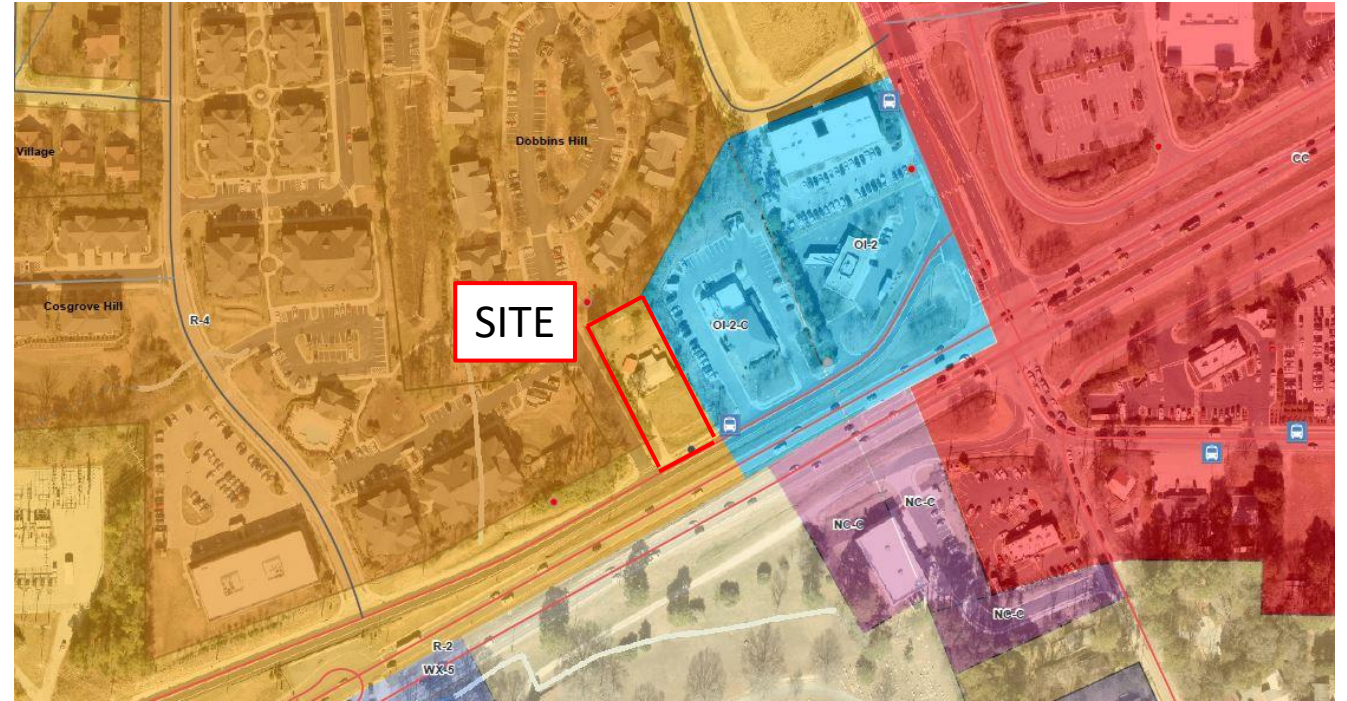 Dobbins Hill
Village
CC
OI-2
Cosgrove Hill
R-4
SITE
OI-2-C
NC-C
NC-C
NC-C
R-2
WX-5